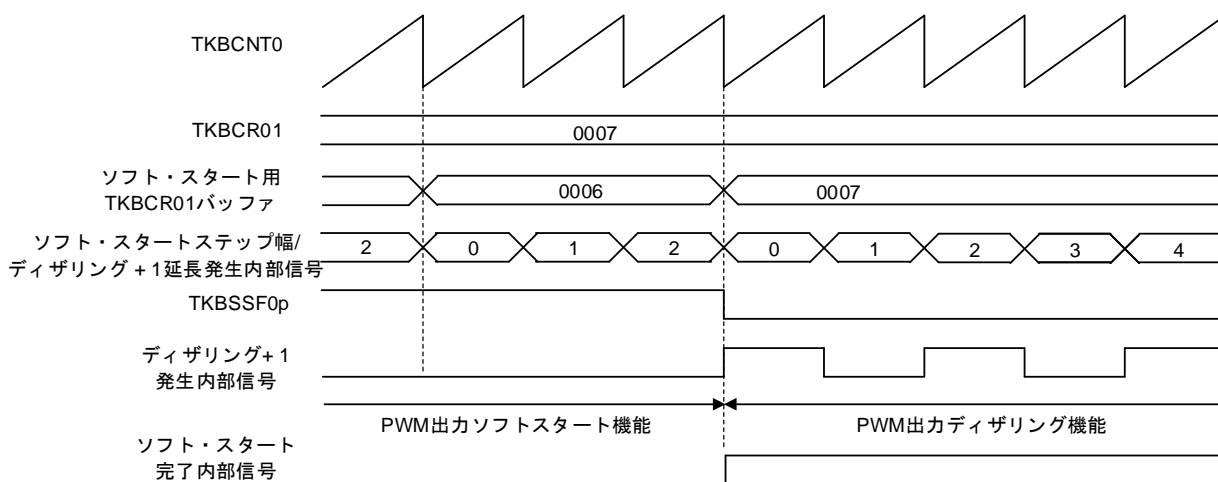 TKBCNT0
TKBCR01
0007
ソフト・スタート用
TKBCR01バッファ
0006
0007
ソフト・スタートステップ幅/
ディザリング+1延長発生内部信号
2 0 1 2 0 1 2 3 4
TKBSSF0p
ディザリング+1
発生内部信号
PWM出力ソフトスタート機能
PWM出力ディザリング機能
ソフト・スタート
完了内部信号